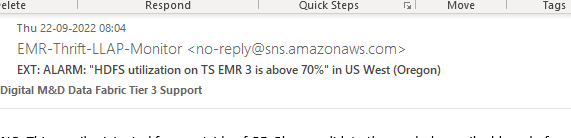 elete Respond Quick Steps Move Tags
Thu 22-09-2022 08:04
EMR-Thrift-LLAP-Monitor <no-reply@sns.amazonaws.com>
EXT: ALARM: "HDFS utilization on TS EMR 3 is above 70%" in US West (Oregon)
Digital M&D Data Fabric Tier 3 Support